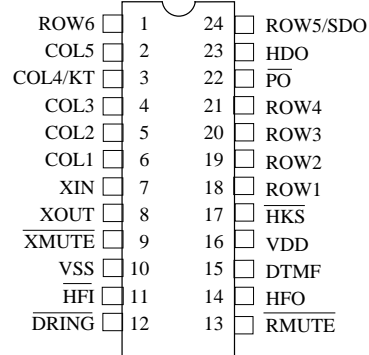 ROW6 1 24 ROW5/SDO
COL5 2 23 HDO
COL4/KT 3 22 PO
COL3 4 21 ROW4
COL2 5 20 ROW3
COL1 6 19 ROW2
XIN 7 18 ROW1
XOUT 8 17 HKS
XMUTE 9 16 VDD
VSS 10 15 DTMF
HFI 11 14 HFO
DRING 12 13 RMUTE